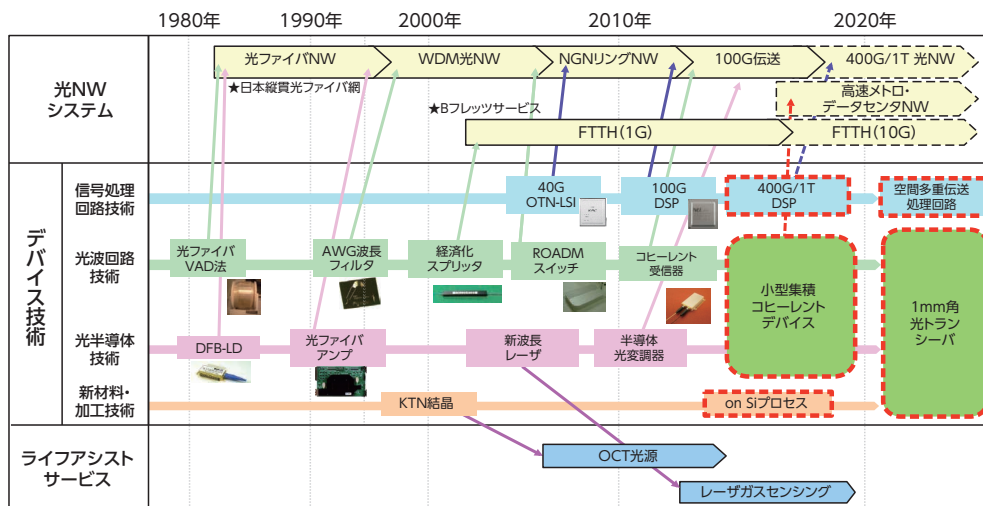 1980年
1990年
2000年
2010年
2020年
光NW
システム
光ファイバNW
WDM光NW
NGNリングNW
100G伝送
400G/1T 光NW
★日本縦貫光ファイバ網
★Bフレッツサービス
高速メトロ・
データセンタNW
FTTH(1G)
FTTH(10G)
デバイス技術
信号処理
回路技術
40G
OTN-LSI
100G
DSP
400G/1T
DSP
空間多重伝送
処理回路
光波回路
技術
光ファイバ
VAD法
AWG波長
フィルタ
経済化
スプリッタ
ROADM
スイッチ
コヒーレント
受信器
小型集積
コヒーレント
デバイス
1mm角
光トラン
シーバ
光半導体
技術
DFB-LD
光ファイバ
アンプ
新波長
レーザ
半導体
光変調器
新材料・
加工技術
KTN結晶
on Siプロセス
ライフアシスト
サービス
OCT光源
レーザガスセンシング